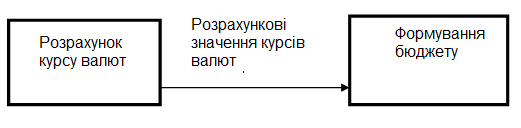 Розрахунок
курсу валют
Розрахункові
значення курсів
валют
Формування
бюджету